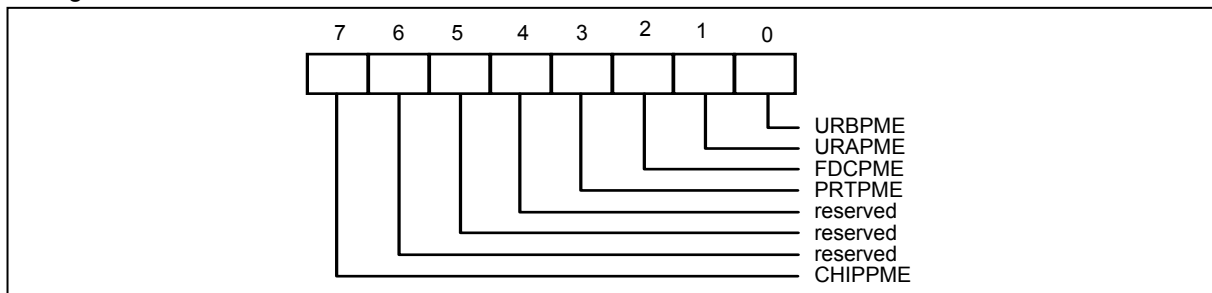 7 6 5 4 3 2 1 0
URBPME
URAPME
FDCPME
PRTPME
reserved
reserved
reserved
CHIPPME